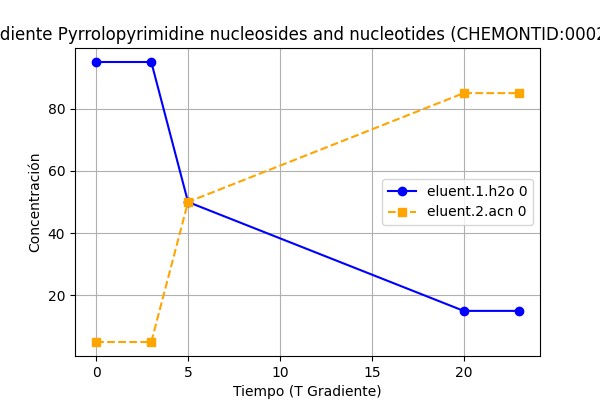 diente Pyrrolopyrimidine nucleosides and nucleotides (CHEMONTID:0002
Concentración
80
60
40
20
eluent.1.h2o 0
eluent.2.acn 0
0 5 10 15 20
Tiempo (T Gradiente)